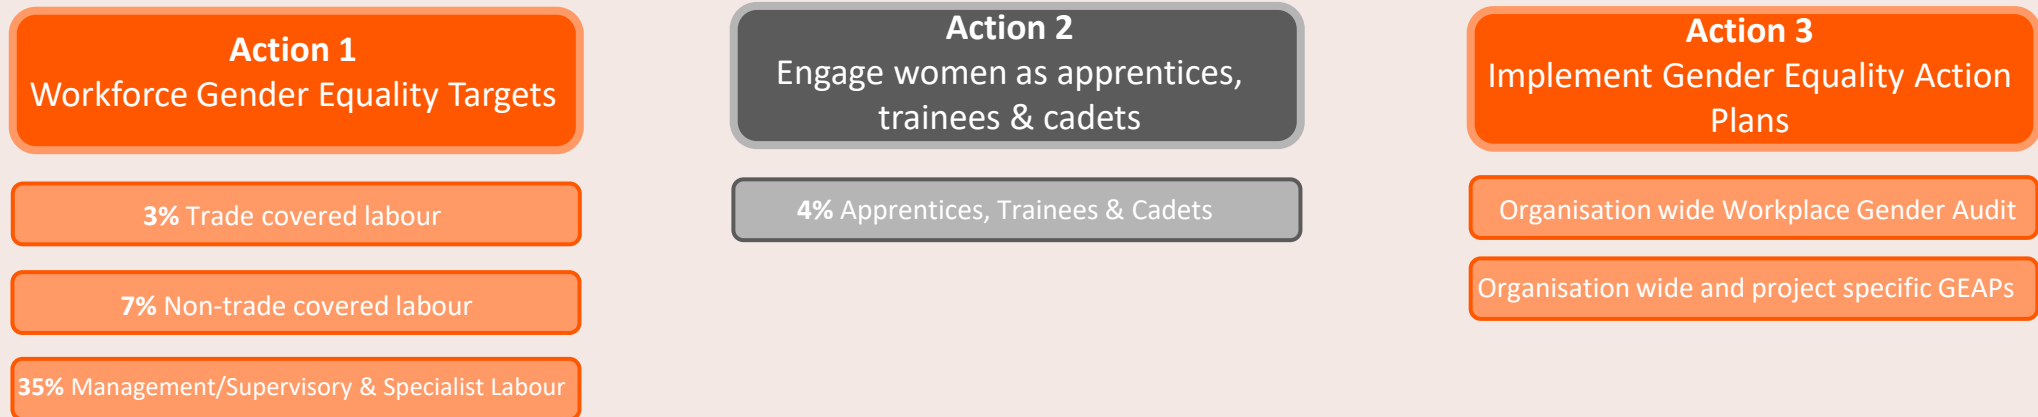 Action 1
Workforce Gender Equality Targets
3% Trade covered labour
7% Non-trade covered labour
35% Management/Supervisory & Specialist Labour
Action 2
Engage women as apprentices,
trainees & cadets
4% Apprentices, Trainees & Cadets
Action 3
Implement Gender Equality Action
Plans
Organisation wide Workplace Gender Audit
Organisation wide and project specific GEAPs